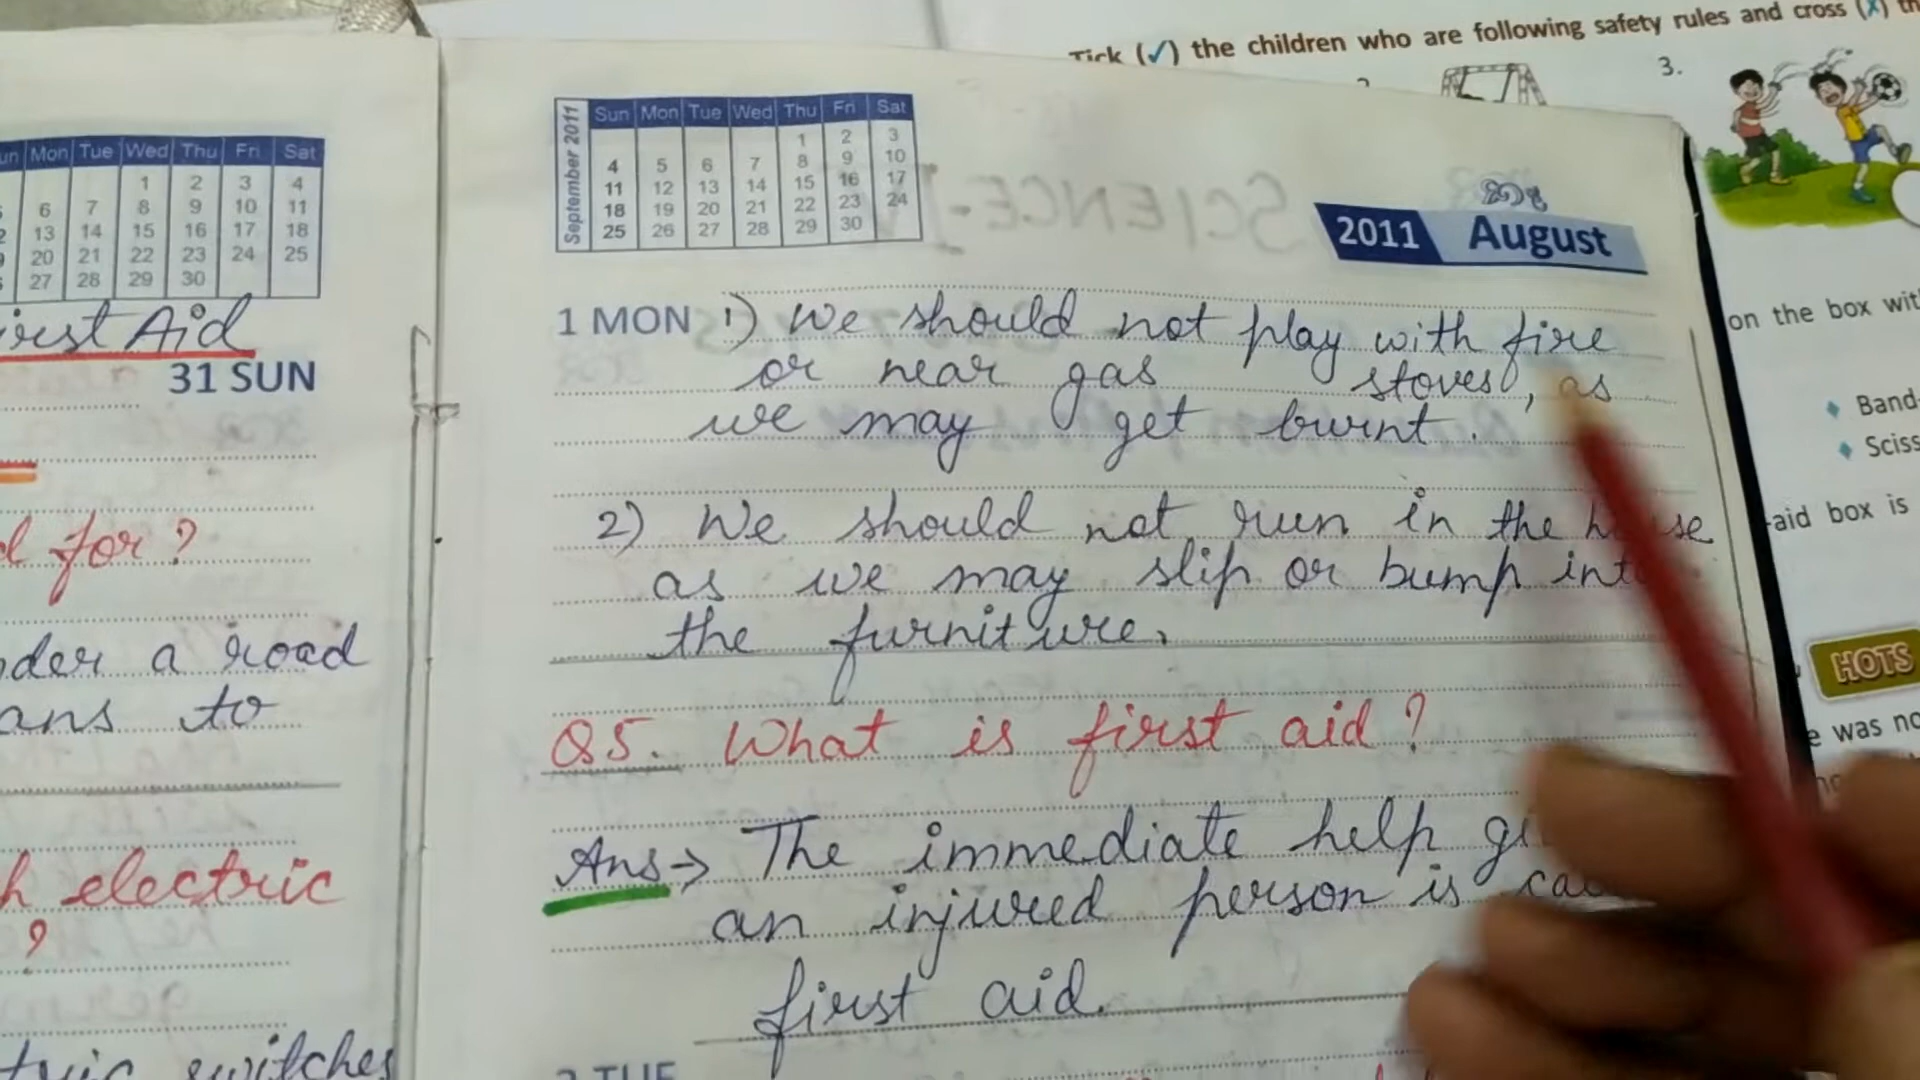 Tick (✓) the children who are following safety rules and cross (x)
3.
Mon Tue Wed Thu Fri Sat
1 2 3 4
6 7 8 9 10 11
13 14 15 16 17 18
20 21 22 23 24 25
27 28 29 30
First Aid
31 SUN
for?
a road
to
electric
?
switches
September 2011
Sun Mon Tue Wed Thu Fri Sat
1 2 3
4 5 6 7 8 9 10
11 12 13 14 15 16 17
18 19 20 21 22 23 24
25 26 27 28 29 30
2011 August
1 MON 1) We should not play with fire
or near gas stoves, as
we may get burnt.
2) We should not run in the house
as we may slip or bump into
the furniture.
Q5. What is first aid?
Ans→ The immediate help
an injured person is
first aid.
2 TUE
on the box
Band-
aid box is
HOTS
was